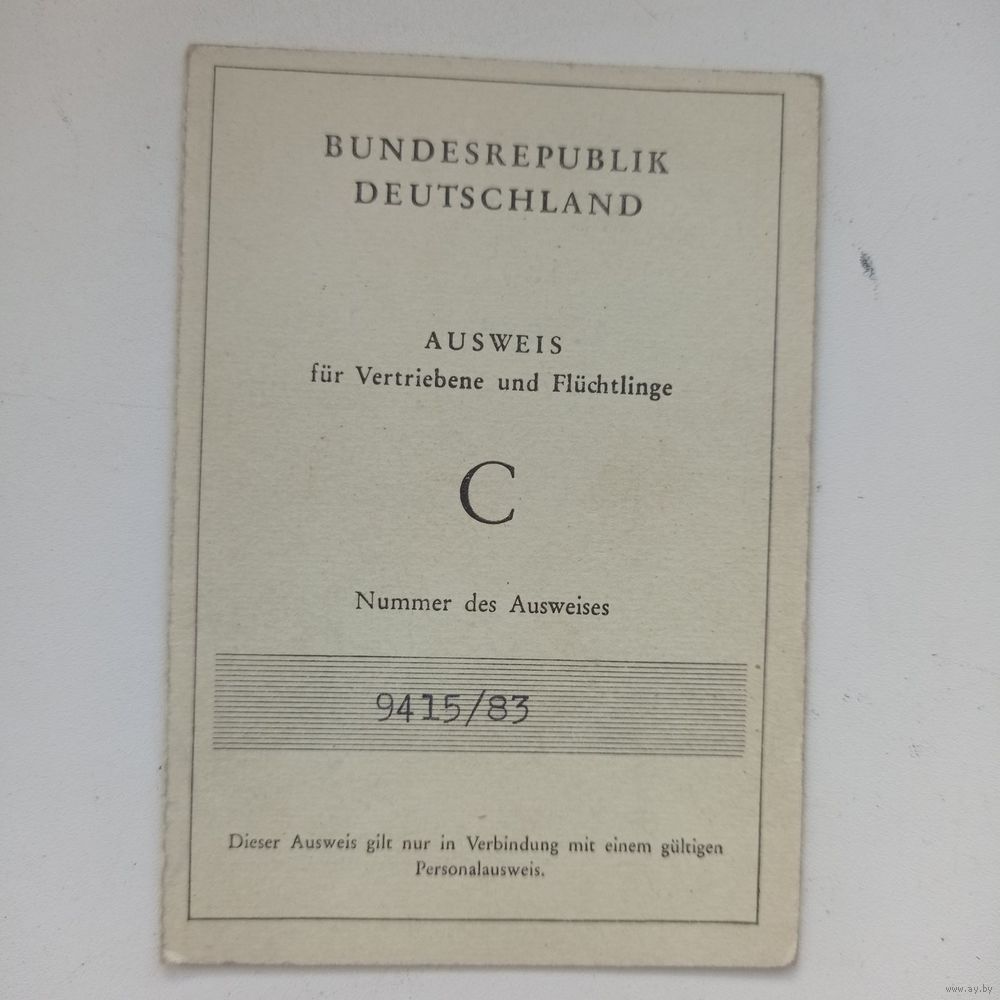 BUNDESREPUBLIK
DEUTSCHLAND
AUSWEIS
für Vertriebene und Flüchtlinge
C
Nummer des Ausweises
9415/83
Dieser Ausweis gilt nur in Verbindung mit einem gültigen
Personalausweis.
www.ay.by